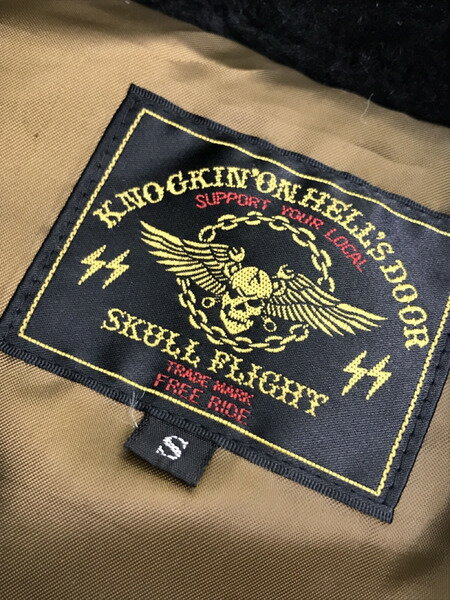 KNOCKIN'ON HELL'S DOOR
SUPPORT YOUR LOCAL
SKULL FLIGHT
TRADE MARK
FREE RIDE
S